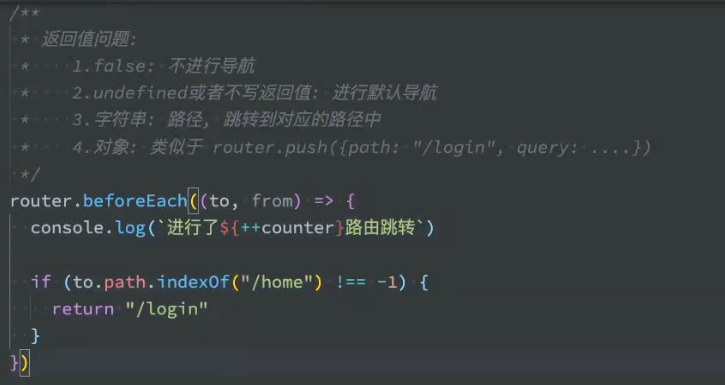 /**
 * 返回值问题:
 *    1.false: 不进行导航
 *    2.undefined或者不写返回值: 进行默认导航
 *    3.字符串: 路径, 跳转到对应的路径中
 *    4.对象: 类似于 router.push({path: "/login", query: ....})
 */
router.beforeEach((to, from) => {
  console.log(`进行了${++counter}路由跳转`)
  if (to.path.indexOf("/home") !== -1) {
    return "/login"
  }
})